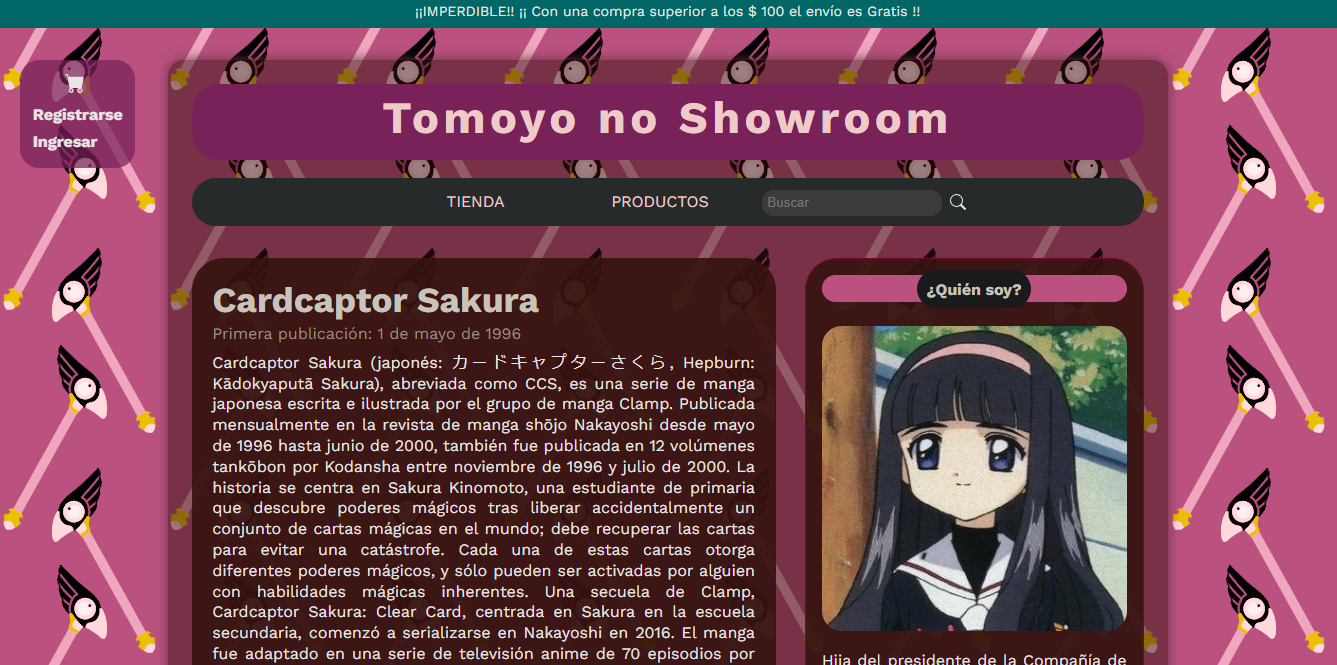 ¡¡IMPERDIBLE!! ¡¡ Con una compra superior a los $ 100 el envío es Gratis !!
Registrarse
Ingresar
Tomoyo no Showroom
TIENDA PRODUCTOS Buscar
Cardcaptor Sakura
Primera publicación: 1 de mayo de 1996
Cardcaptor Sakura (japonés: カードキャプターさくら, Hepburn:
Kādokyaputā Sakura), abreviada como CCS, es una serie de manga
japonesa escrita e ilustrada por el grupo de manga Clamp. Publicada
mensualmente en la revista de manga shōjo Nakayoshi desde mayo
de 1996 hasta junio de 2000, también fue publicada en 12 volúmenes
tankōbon por Kodansha entre noviembre de 1996 y julio de 2000. La
historia se centra en Sakura Kinomoto, una estudiante de primaria
que descubre poderes mágicos tras liberar accidentalmente un
conjunto de cartas mágicas en el mundo; debe recuperar las cartas
para evitar una catástrofe. Cada una de estas cartas otorga
diferentes poderes mágicos, y sólo pueden ser activadas por alguien
con habilidades mágicas inherentes. Una secuela de Clamp,
Cardcaptor Sakura: Clear Card, centrada en Sakura en la escuela
secundaria, comenzó a serializarse en Nakayoshi en 2016. El manga
fue adaptado en una serie de televisión anime de 70 episodios por
¿Quién soy?
Hija del presidente de la Compañía de